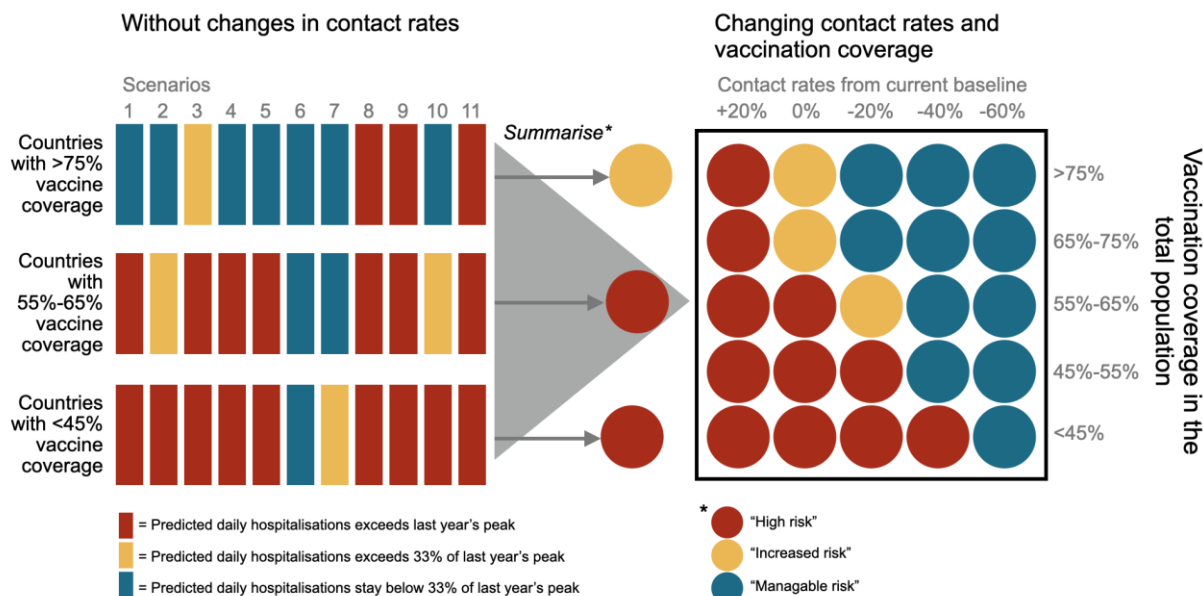 Without changes in contact rates
Changing contact rates and
vaccination coverage
Scenarios
1 2 3 4 5 6 7 8 9 10 11
Contact rates from current baseline
+20% 0% -20% -40% -60%
Summarise*
Countries
with >75%
vaccine
coverage
Countries
with
55%-65%
vaccine
coverage
Countries
with <45%
vaccine
coverage
>75%
65%-75%
55%-65%
45%-55%
<45%
Vaccination coverage in the
total population
= Predicted daily hospitalisations exceeds last year's peak
= Predicted daily hospitalisations exceeds 33% of last year's peak
= Predicted daily hospitalisations stay below 33% of last year's peak
*
"High risk"
"Increased risk"
"Managable risk"